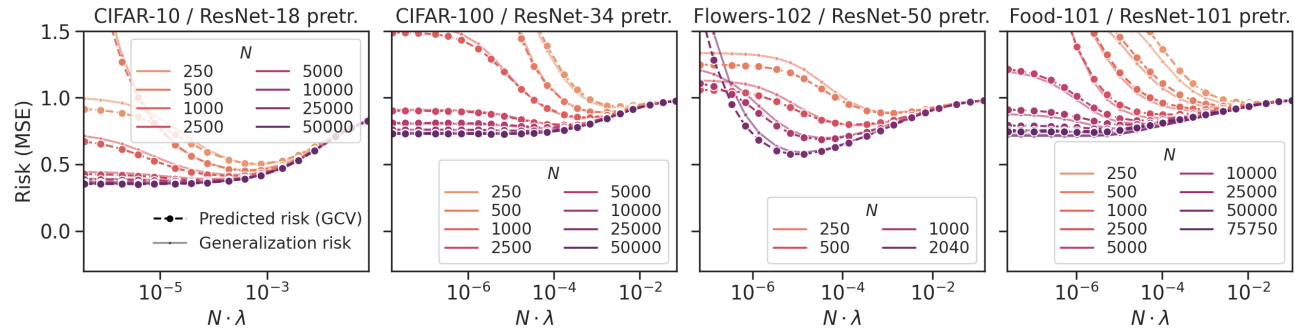 CIFAR-10 / ResNet-18 pretr.
CIFAR-100 / ResNet-34 pretr.
Flowers-102 / ResNet-50 pretr.
Food-101 / ResNet-101 pretr.
Risk (MSE)
1.5
1.0
0.5
0.0
N
250 5000
500 10000
1000 25000
2500 50000
Predicted risk (GCV)
Generalization risk
10⁻⁵ 10⁻³
N · λ
N
250 5000
500 10000
1000 25000
2500 50000
10⁻⁶ 10⁻⁴ 10⁻²
N · λ
N
250 1000
500 2040
10⁻⁶ 10⁻⁴ 10⁻²
N · λ
N
250 10000
500 25000
1000 50000
2500 75750
5000
10⁻⁶ 10⁻⁴ 10⁻²
N · λ